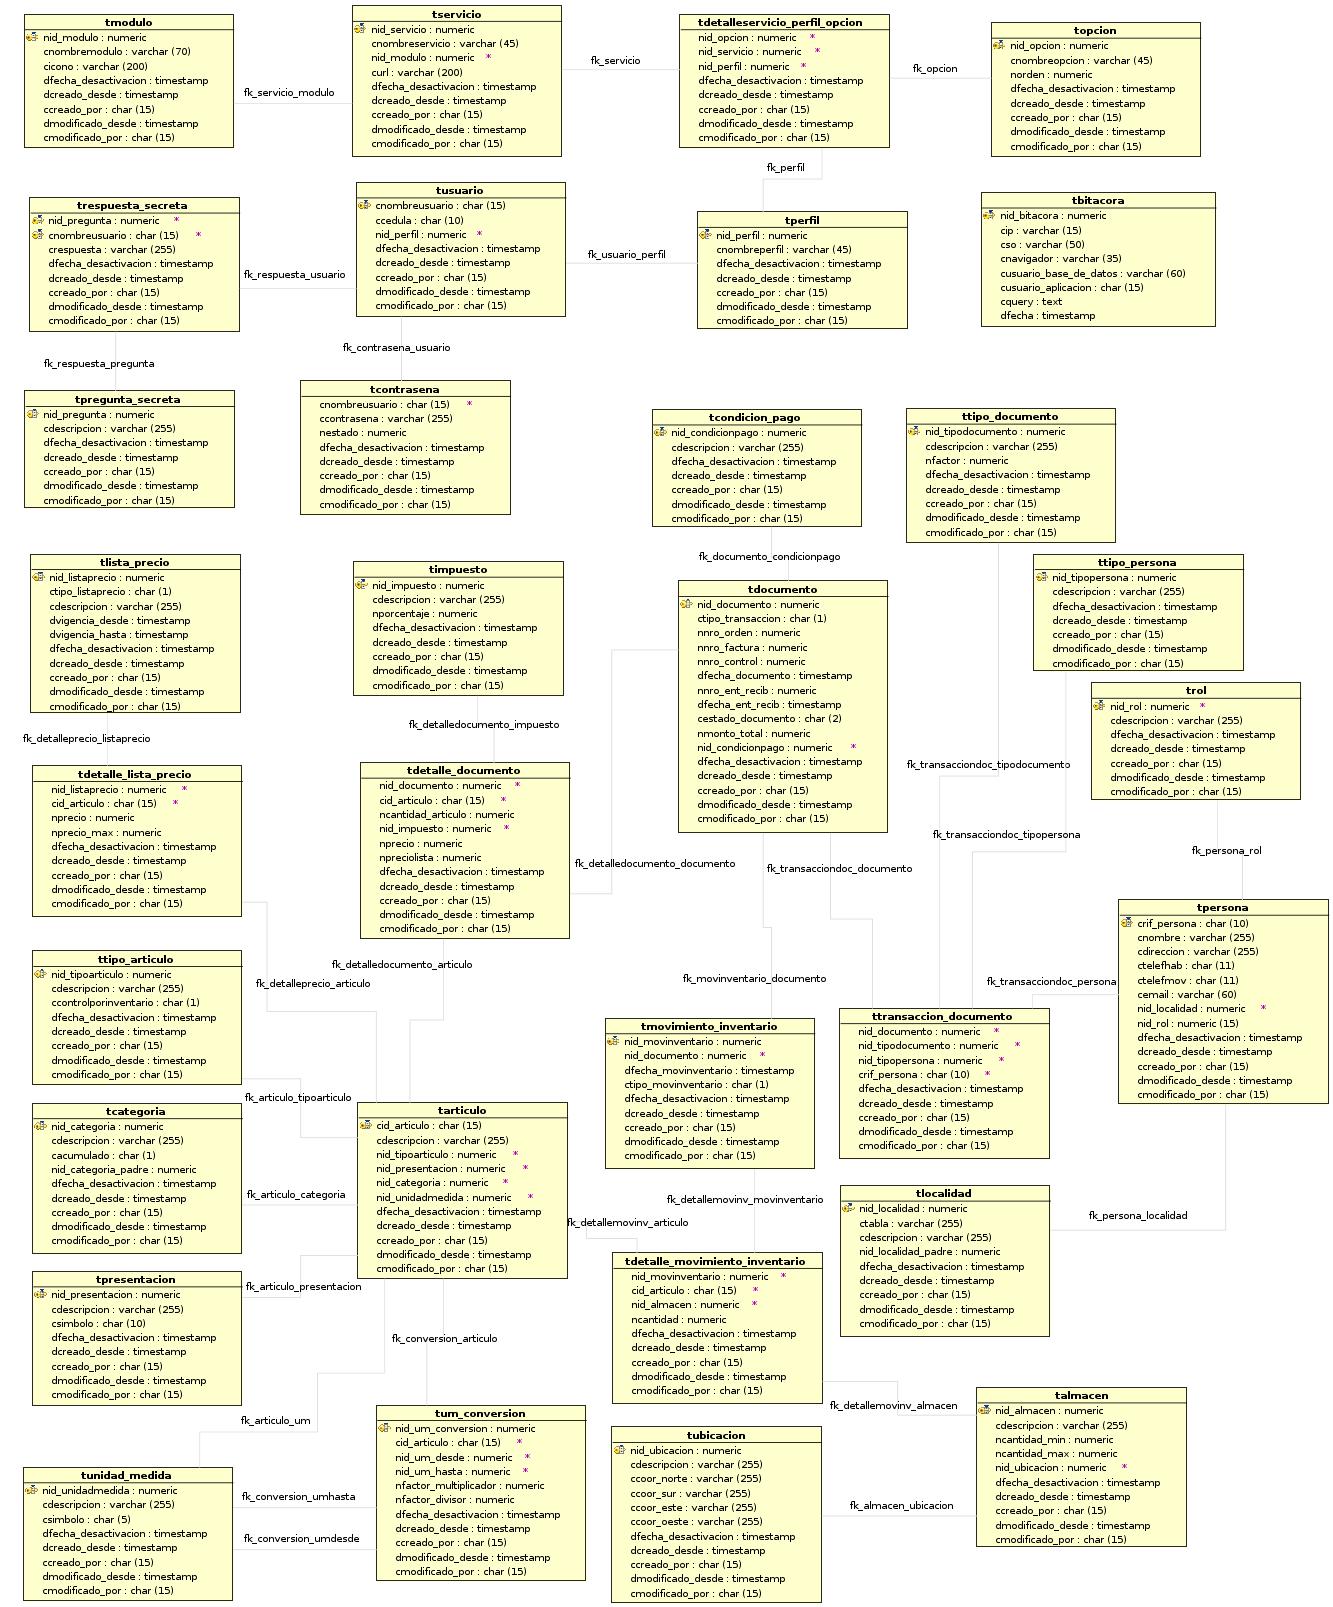 tmodulo
nid_modulo : numeric
cnombremodulo : varchar (70)
cicono : varchar (200)
dfecha_desactivacion : timestamp
dcreado_desde : timestamp
ccreado_por : char (15)
dmodificado_desde : timestamp
cmodificado_por : char (15)
fk_servicio_modulo
tservicio
nid_servicio : numeric
cnombreservicio : varchar (45)
nid_modulo : numeric *
curl : varchar (200)
dfecha_desactivacion : timestamp
dcreado_desde : timestamp
ccreado_por : char (15)
dmodificado_desde : timestamp
cmodificado_por : char (15)
fk_servicio
tdetalleservicio_perfil_opcion
nid_opcion : numeric *
nid_servicio : numeric *
nid_perfil : numeric *
dfecha_desactivacion : timestamp
dcreado_desde : timestamp
ccreado_por : char (15)
dmodificado_desde : timestamp
cmodificado_por : char (15)
fk_opcion
topcion
nid_opcion : numeric
cnombreopcion : varchar (45)
norden : numeric
dfecha_desactivacion : timestamp
dcreado_desde : timestamp
ccreado_por : char (15)
dmodificado_desde : timestamp
cmodificado_por : char (15)
fk_perfil
trespuesta_secreta
nid_pregunta : numeric *
cnombreusuario : char (15) *
crespuesta : varchar (255)
dfecha_desactivacion : timestamp
dcreado_desde : timestamp
ccreado_por : char (15)
dmodificado_desde : timestamp
cmodificado_por : char (15)
fk_respuesta_usuario
tusuario
cnombreusuario : char (15)
ccedula : char (10)
nid_perfil : numeric *
dfecha_desactivacion : timestamp
dcreado_desde : timestamp
ccreado_por : char (15)
dmodificado_desde : timestamp
cmodificado_por : char (15)
fk_usuario_perfil
tperfil
nid_perfil : numeric
cnombreperfil : varchar (45)
dfecha_desactivacion : timestamp
dcreado_desde : timestamp
ccreado_por : char (15)
dmodificado_desde : timestamp
cmodificado_por : char (15)
tbitacora
nid_bitacora : numeric
cip : varchar (15)
cso : varchar (50)
cnavigador : varchar (35)
cusuario_base_de_datos : varchar (60)
cusuario_aplicacion : char (15)
cquery : text
dfecha : timestamp
fk_respuesta_pregunta
fk_contrasena_usuario
tpregunta_secreta
nid_pregunta : numeric
cdescripcion : varchar (255)
dfecha_desactivacion : timestamp
dcreado_desde : timestamp
ccreado_por : char (15)
dmodificado_desde : timestamp
cmodificado_por : char (15)
tcontrasena
cnombreusuario : char (15) *
ccontrasena : varchar (255)
nestado : numeric
dfecha_desactivacion : timestamp
dcreado_desde : timestamp
ccreado_por : char (15)
dmodificado_desde : timestamp
cmodificado_por : char (15)
tcondicion_pago
nid_condicionpago : numeric
cdescripcion : varchar (255)
dfecha_desactivacion : timestamp
dcreado_desde : timestamp
ccreado_por : char (15)
dmodificado_desde : timestamp
cmodificado_por : char (15)
ttipo_documento
nid_tipodocumento : numeric
cdescripcion : varchar (255)
nfactor : numeric
dfecha_desactivacion : timestamp
dcreado_desde : timestamp
ccreado_por : char (15)
dmodificado_desde : timestamp
cmodificado_por : char (15)
fk_documento_condicionpago
tlista_precio
nid_listaprecio : numeric
ctipo_listaprecio : char (1)
cdescripcion : varchar (255)
dvigencia_desde : timestamp
dvigencia_hasta : timestamp
dfecha_desactivacion : timestamp
dcreado_desde : timestamp
ccreado_por : char (15)
dmodificado_desde : timestamp
cmodificado_por : char (15)
fk_detalleprecio_listaprecio
timpuesto
nid_impuesto : numeric
cdescripcion : varchar (255)
nporcentaje : numeric
dfecha_desactivacion : timestamp
dcreado_desde : timestamp
ccreado_por : char (15)
dmodificado_desde : timestamp
cmodificado_por : char (15)
fk_detalledocumento_impuesto
tdocumento
nid_documento : numeric
ctipo_transaccion : char (1)
nnro_orden : numeric
nnro_factura : numeric
nnro_control : numeric
dfecha_documento : timestamp
nnro_ent_recib : numeric
dfecha_ent_recib : timestamp
cestado_documento : char (2)
nmonto_total : numeric
nid_condicionpago : numeric *
dfecha_desactivacion : timestamp
dcreado_desde : timestamp
ccreado_por : char (15)
dmodificado_desde : timestamp
cmodificado_por : char (15)
ttipo_persona
nid_tipopersona : numeric
cdescripcion : varchar (255)
dfecha_desactivacion : timestamp
dcreado_desde : timestamp
ccreado_por : char (15)
dmodificado_desde : timestamp
cmodificado_por : char (15)
trol
nid_rol : numeric *
cdescripcion : varchar (255)
dfecha_desactivacion : timestamp
dcreado_desde : timestamp
ccreado_por : char (15)
dmodificado_desde : timestamp
cmodificado_por : char (15)
fk_transacciondoc_tipodocumento
fk_transacciondoc_tipopersona
fk_persona_rol
tdetalle_lista_precio
nid_listaprecio : numeric *
cid_articulo : char (15) *
nprecio : numeric
nprecio_max : numeric
dfecha_desactivacion : timestamp
dcreado_desde : timestamp
ccreado_por : char (15)
dmodificado_desde : timestamp
cmodificado_por : char (15)
tdetalle_documento
nid_documento : numeric *
cid_articulo : char (15) *
ncantidad_articulo : numeric
nid_impuesto : numeric *
nprecio : numeric
npreciolista : numeric
dfecha_desactivacion : timestamp
dcreado_desde : timestamp
ccreado_por : char (15)
dmodificado_desde : timestamp
cmodificado_por : char (15)
fk_detalledocumento_documento
fk_transacciondoc_documento
fk_detalledocumento_articulo
fk_detalleprecio_articulo
fk_movinventario_documento
fk_transacciondoc_persona
tpersona
crif_persona : char (10)
cnombre : varchar (255)
cdireccion : varchar (255)
ctelefhab : char (11)
ctelefmov : char (11)
cemail : varchar (60)
nid_localidad : numeric *
nid_rol : numeric (15)
dfecha_desactivacion : timestamp
dcreado_desde : timestamp
ccreado_por : char (15)
dmodificado_desde : timestamp
cmodificado_por : char (15)
ttipo_articulo
nid_tipoarticulo : numeric
cdescripcion : varchar (255)
ccontrolporinventario : char (1)
dfecha_desactivacion : timestamp
dcreado_desde : timestamp
ccreado_por : char (15)
dmodificado_desde : timestamp
cmodificado_por : char (15)
fk_articulo_tipoarticulo
tmovimiento_inventario
nid_movinventario : numeric
nid_documento : numeric *
dfecha_movinventario : timestamp
ctipo_movinventario : char (1)
dfecha_desactivacion : timestamp
dcreado_desde : timestamp
ccreado_por : char (15)
dmodificado_desde : timestamp
cmodificado_por : char (15)
ttransaccion_documento
nid_documento : numeric *
nid_tipodocumento : numeric *
nid_tipopersona : numeric *
crif_persona : char (10) *
dfecha_desactivacion : timestamp
dcreado_desde : timestamp
ccreado_por : char (15)
dmodificado_desde : timestamp
cmodificado_por : char (15)
tcategoria
nid_categoria : numeric
cdescripcion : varchar (255)
cacumulado : char (1)
nid_categoria_padre : numeric
dfecha_desactivacion : timestamp
dcreado_desde : timestamp
ccreado_por : char (15)
dmodificado_desde : timestamp
cmodificado_por : char (15)
fk_articulo_categoria
tarticulo
cid_articulo : char (15)
cdescripcion : varchar (255)
nid_tipoarticulo : numeric *
nid_presentacion : numeric *
nid_categoria : numeric *
nid_unidadmedida : numeric *
dfecha_desactivacion : timestamp
dcreado_desde : timestamp
ccreado_por : char (15)
dmodificado_desde : timestamp
cmodificado_por : char (15)
fk_detallemovinv_movinventario
fk_detallemovinv_articulo
tlocalidad
nid_localidad : numeric
ctabla : varchar (255)
cdescripcion : varchar (255)
nid_localidad_padre : numeric
dfecha_desactivacion : timestamp
dcreado_desde : timestamp
ccreado_por : char (15)
dmodificado_desde : timestamp
cmodificado_por : char (15)
fk_persona_localidad
tpresentacion
nid_presentacion : numeric
cdescripcion : varchar (255)
csimbolo : char (10)
dfecha_desactivacion : timestamp
dcreado_desde : timestamp
ccreado_por : char (15)
dmodificado_desde : timestamp
cmodificado_por : char (15)
fk_articulo_presentacion
fk_conversion_articulo
tdetalle_movimiento_inventario
nid_movinventario : numeric *
cid_articulo : char (15) *
nid_almacen : numeric *
ncantidad : numeric
dfecha_desactivacion : timestamp
dcreado_desde : timestamp
ccreado_por : char (15)
dmodificado_desde : timestamp
cmodificado_por : char (15)
fk_detallemovinv_almacen
fk_articulo_um
tum_conversion
nid_um_conversion : numeric
cid_articulo : char (15) *
nid_um_desde : numeric *
nid_um_hasta : numeric *
nfactor_multiplicador : numeric
nfactor_divisor : numeric
dfecha_desactivacion : timestamp
dcreado_desde : timestamp
ccreado_por : char (15)
dmodificado_desde : timestamp
cmodificado_por : char (15)
tubicacion
nid_ubicacion : numeric
cdescripcion : varchar (255)
ccoor_norte : varchar (255)
ccoor_sur : varchar (255)
ccoor_este : varchar (255)
ccoor_oeste : varchar (255)
dfecha_desactivacion : timestamp
dcreado_desde : timestamp
ccreado_por : char (15)
dmodificado_desde : timestamp
cmodificado_por : char (15)
fk_almacen_ubicacion
talmacen
nid_almacen : numeric
cdescripcion : varchar (255)
ncantidad_min : numeric
ncantidad_max : numeric
nid_ubicacion : numeric *
dfecha_desactivacion : timestamp
dcreado_desde : timestamp
ccreado_por : char (15)
dmodificado_desde : timestamp
cmodificado_por : char (15)
tunidad_medida
nid_unidadmedida : numeric
cdescripcion : varchar (255)
csimbolo : char (5)
dfecha_desactivacion : timestamp
dcreado_desde : timestamp
ccreado_por : char (15)
dmodificado_desde : timestamp
cmodificado_por : char (15)
fk_conversion_umhasta
fk_conversion_umdesde